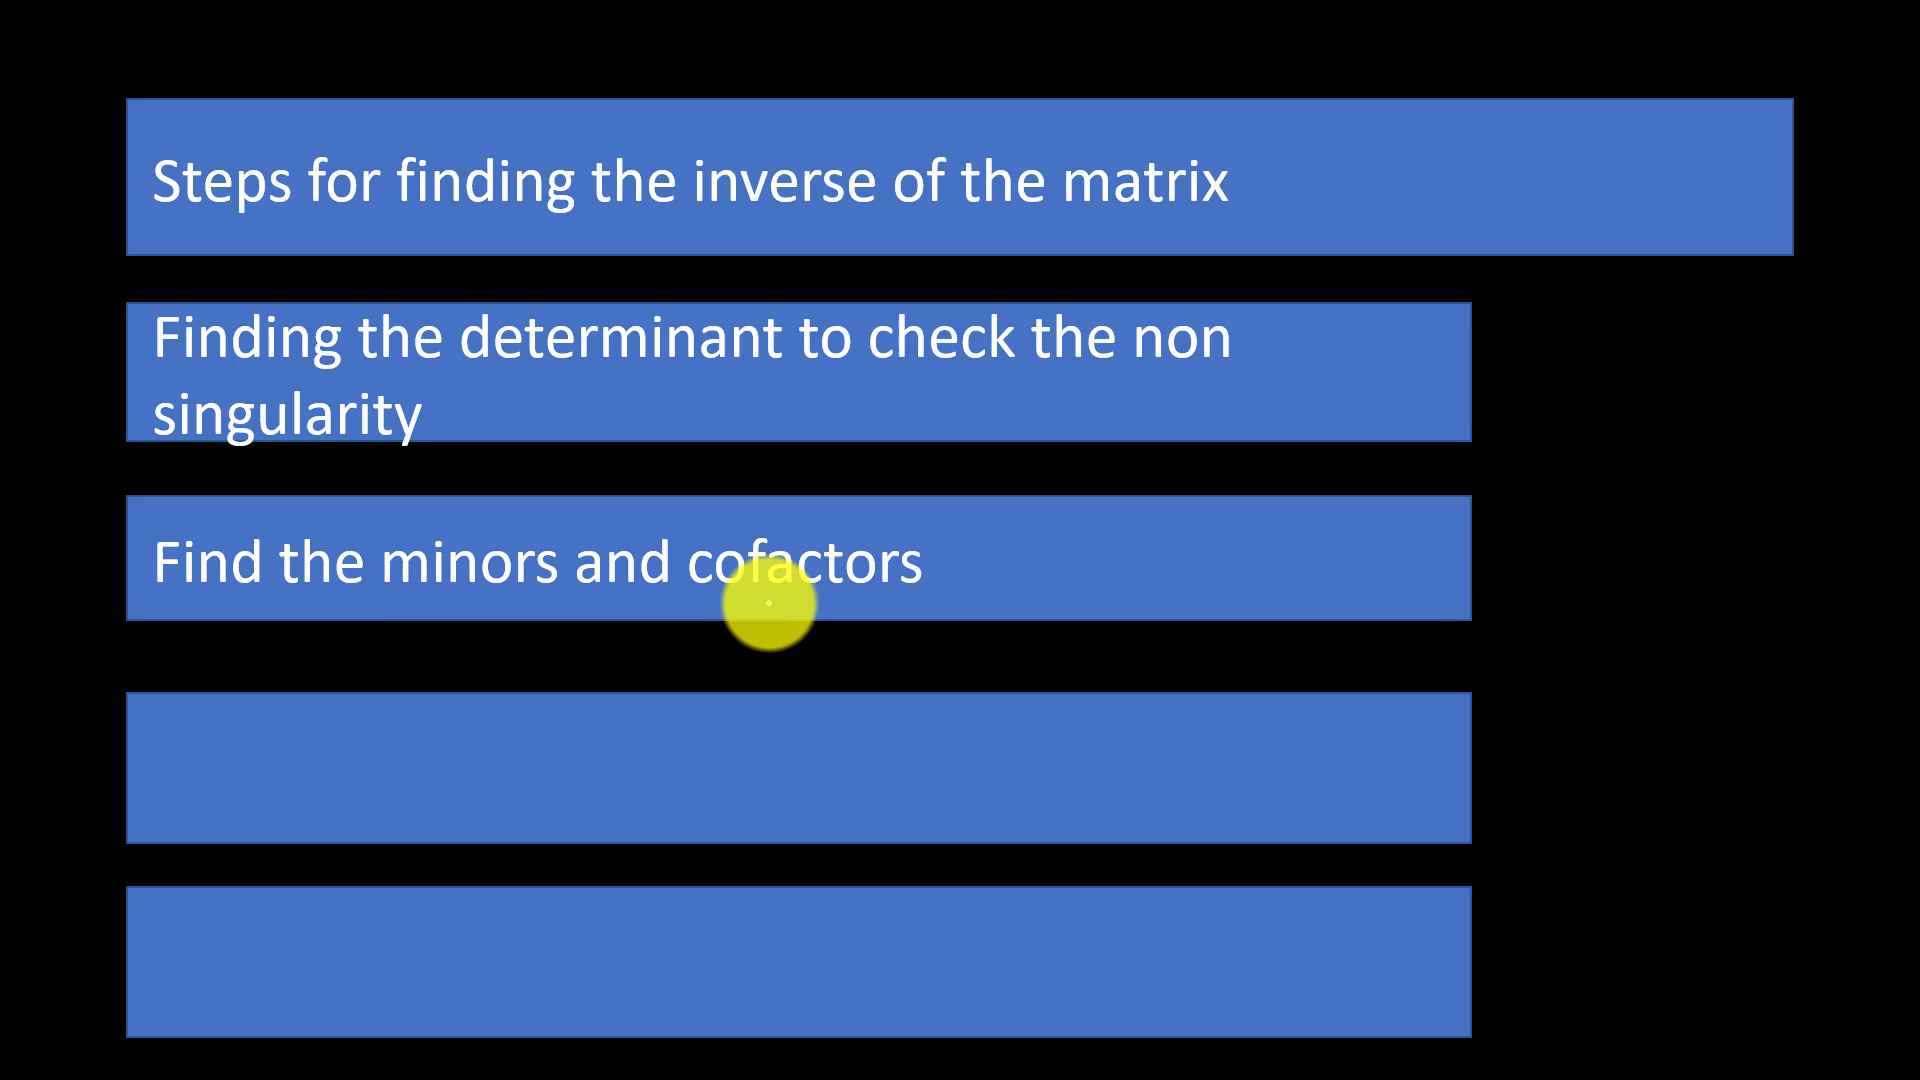 Steps for finding the inverse of the matrix
Finding the determinant to check the non
singularity
Find the minors and cofactors